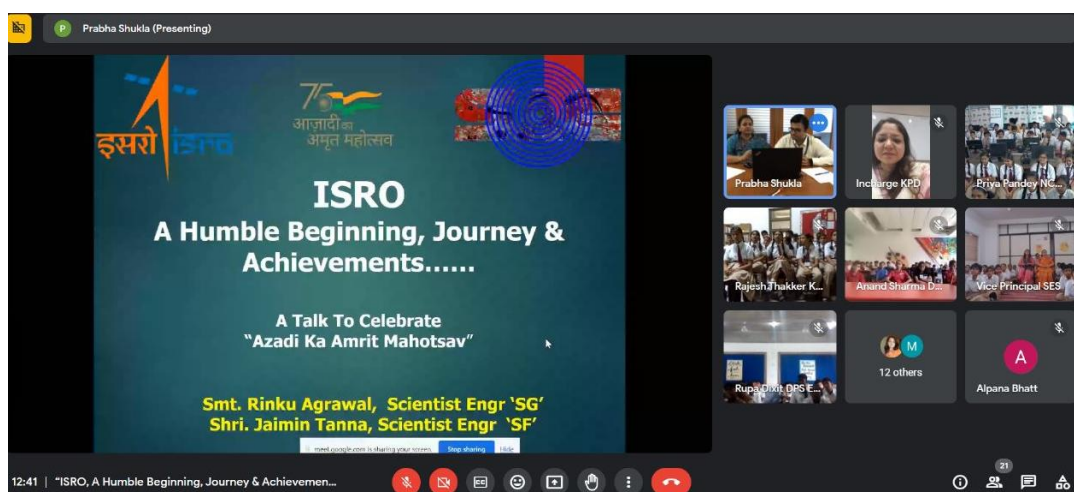 P Prabha Shukla (Presenting)
इसरो isro
75
आज़ादी का
अमृत महोत्सव
ISRO
A Humble Beginning, Journey &
Achievements......
A Talk To Celebrate
“Azadi Ka Amrit Mahotsav”
Smt. Rinku Agrawal, Scientist Engr ‘SG’
Shri. Jaimin Tanna, Scientist Engr ‘SF’
meet.google.com is sharing your screen. Stop sharing Hide
Prabha Shukla
Incharge KPD
Priya Pandey NC...
Rajesh Thakker K...
Anand Sharma D...
Vice Principal SES
Rupa Dixit DPS E...
M
12 others
A
Alpana Bhatt
12:41 | "ISRO, A Humble Beginning, Journey & Achievemen...
CC
21